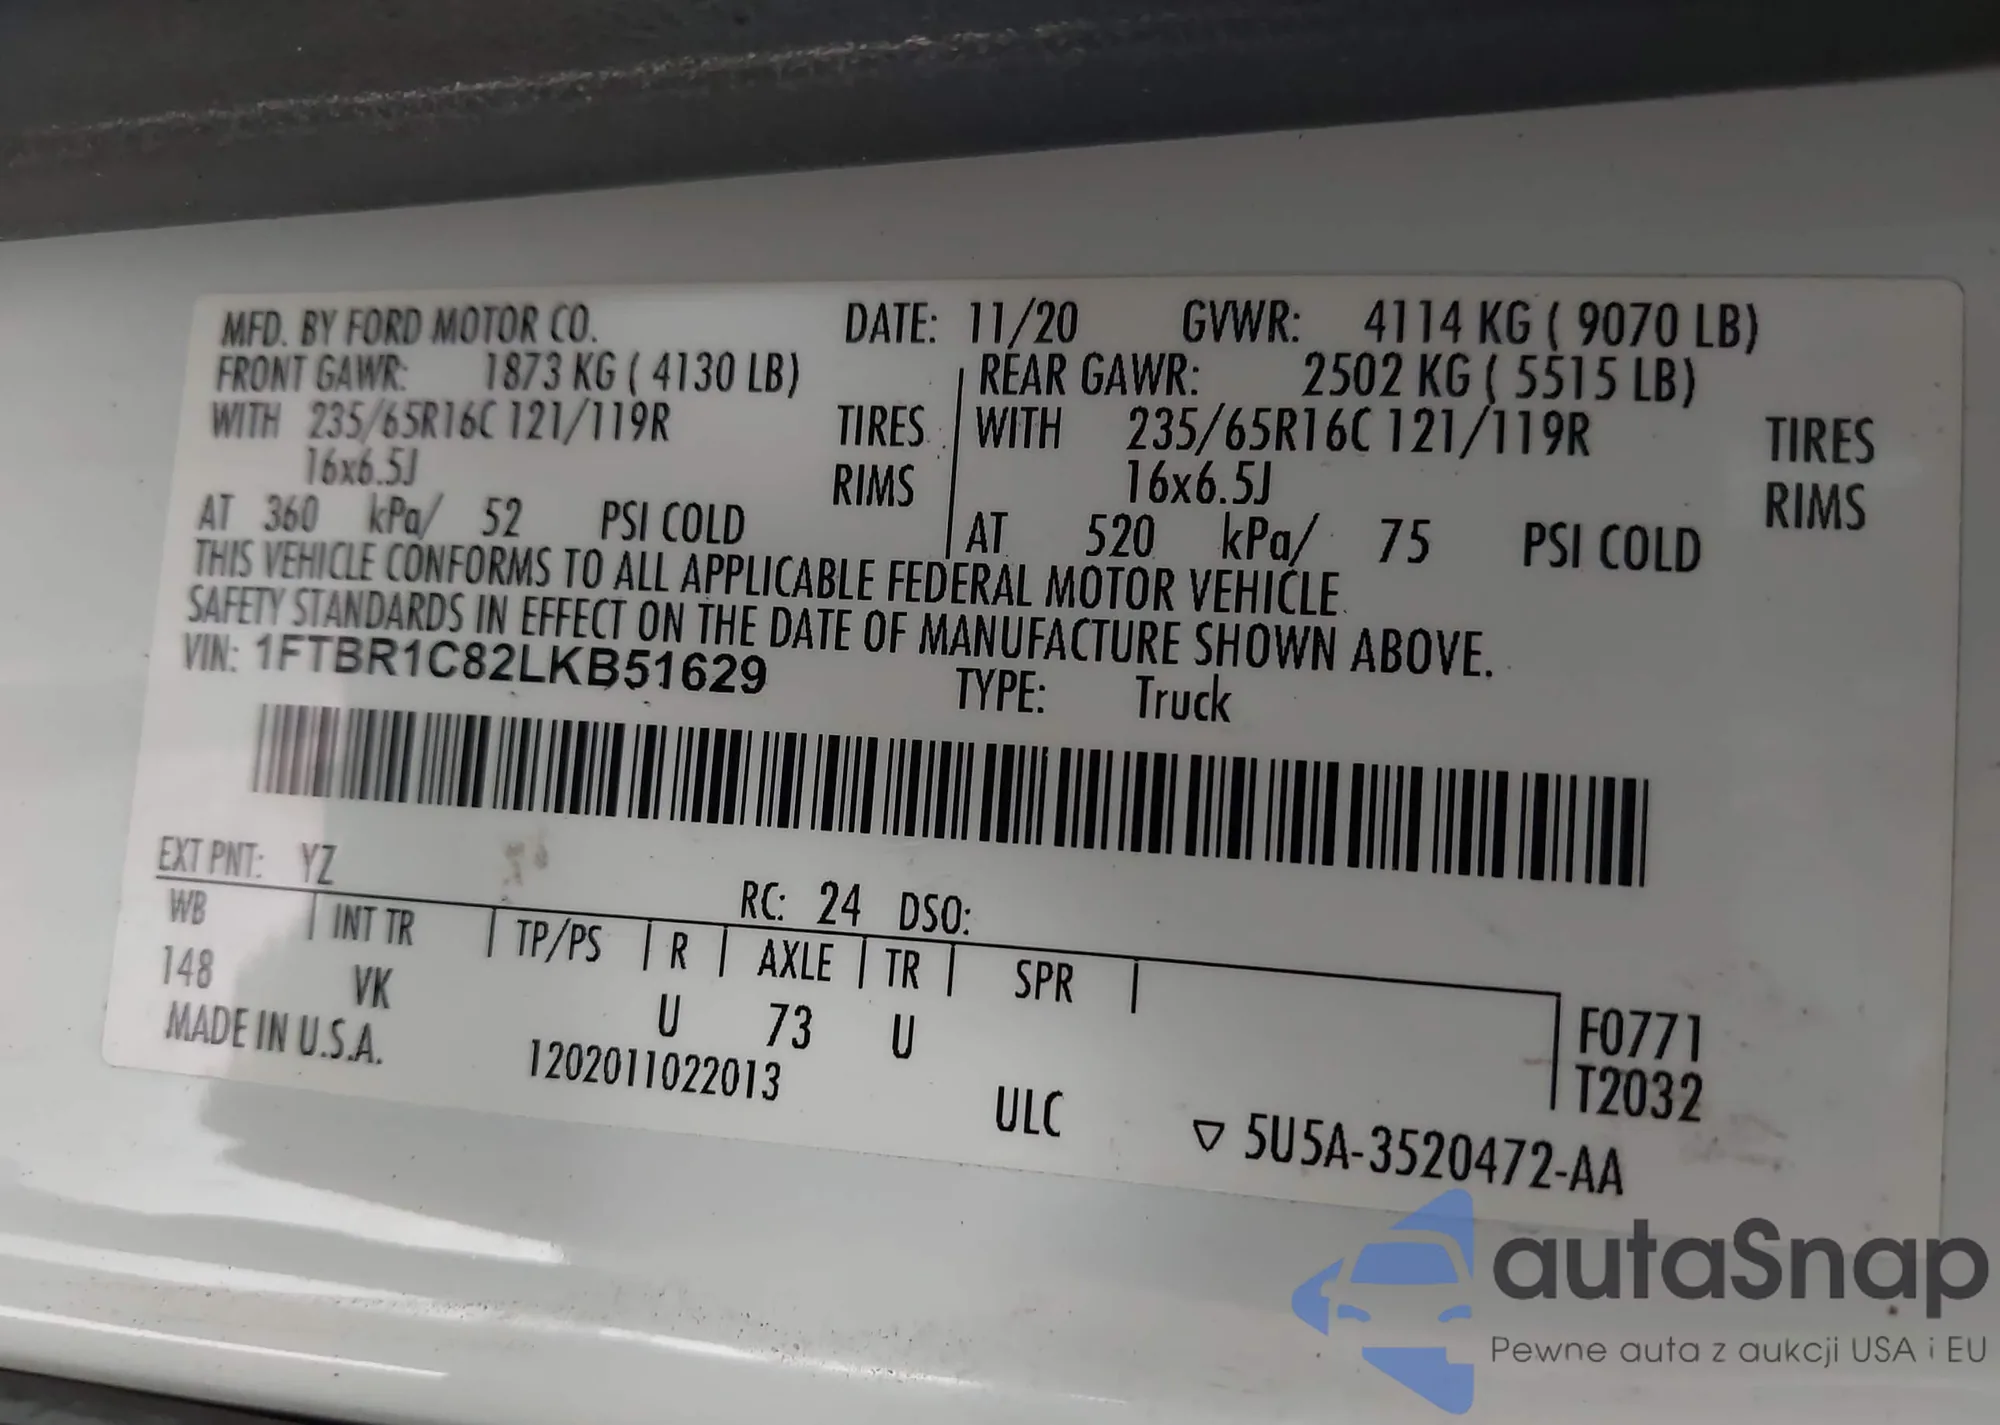 MFD. BY FORD MOTOR CO. DATE: 11/20 GVWR: 4114 KG ( 9070 LB)
FRONT GAWR: 1873 KG ( 4130 LB) REAR GAWR: 2502 KG ( 5515 LB)
WITH 235/65R16C 121/119R TIRES WITH 235/65R16C 121/119R TIRES
16x6.5J RIMS 16x6.5J RIMS
AT 360 kPa/ 52 PSI COLD AT 520 kPa/ 75 PSI COLD
THIS VEHICLE CONFORMS TO ALL APPLICABLE FEDERAL MOTOR VEHICLE
SAFETY STANDARDS IN EFFECT ON THE DATE OF MANUFACTURE SHOWN ABOVE.
VIN: 1FTBR1C82LKB51629 TYPE: Truck
EXT PNT: YZ RC: 24 DSO:
WB INT TR TP/PS R AXLE TR SPR
148 VK U 73 U F0771
T2032
MADE IN U.S.A. 1202011022013 ULC ▽ 5U5A-3520472-AA
autaSnap
Pewne auta z aukcji USA i EU